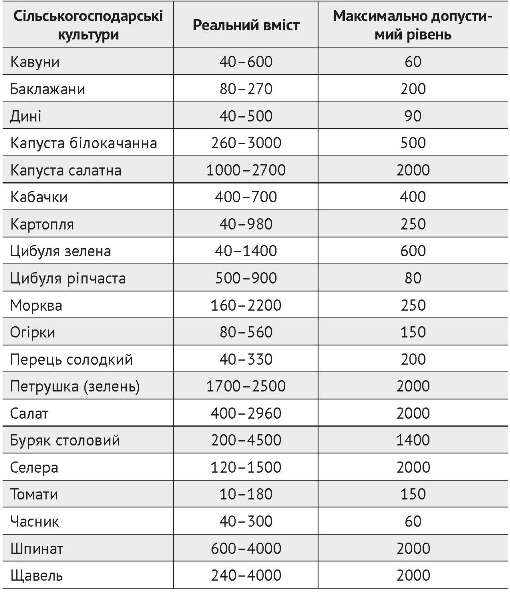 Сільськогосподарські культури | Реальний вміст | Максимально допусти-мий рівень
Кавуни | 40–600 | 60
Баклажани | 80–270 | 200
Дині | 40–500 | 90
Капуста білокачанна | 260–3000 | 500
Капуста салатна | 1000–2700 | 2000
Кабачки | 400–700 | 400
Картопля | 40–980 | 250
Цибуля зелена | 40–1400 | 600
Цибуля ріпчаста | 500–900 | 80
Морква | 160–2200 | 250
Огірки | 80–560 | 150
Перець солодкий | 40–330 | 200
Петрушка (зелень) | 1700–2500 | 2000
Салат | 400–2960 | 2000
Буряк столовий | 200–4500 | 1400
Селера | 120–1500 | 2000
Томати | 10–180 | 150
Часник | 40–300 | 60
Шпинат | 600–4000 | 2000
Щавель | 240–4000 | 2000